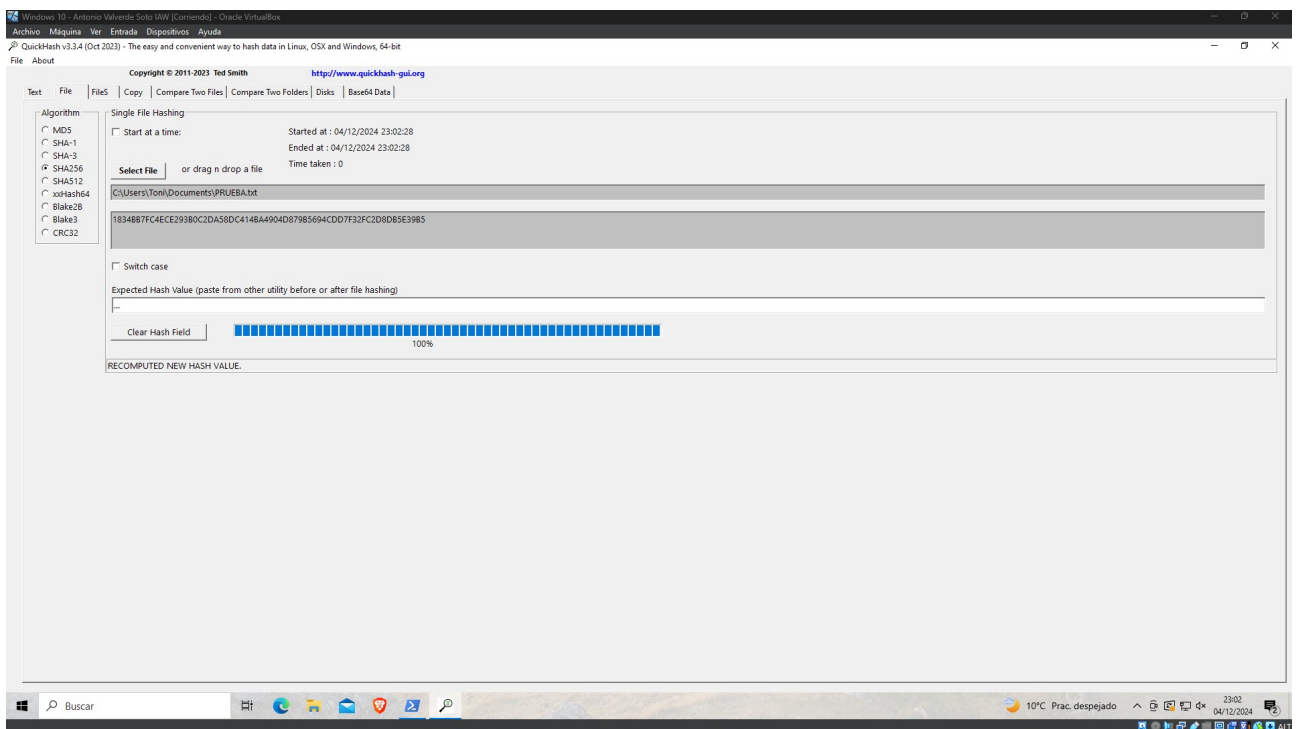 Windows 10 - Antonio Valverde Soto IAW [Corriendo] - Oracle VirtualBox
Archivo Máquina Ver Entrada Dispositivos Ayuda
QuickHash v3.3.4 (Oct 2023) - The easy and convenient way to hash data in Linux, OSX and Windows, 64-bit
File About
Copyright © 2011-2023 Ted Smith http://www.quickhash-gui.org
Text File FileS Copy Compare Two Files Compare Two Folders Disks Base64 Data
Algorithm
MD5
SHA-1
SHA-3
SHA256
SHA512
xxHash64
Blake2B
Blake3
CRC32
Single File Hashing
Start at a time: Started at : 04/12/2024 23:02:28
Ended at : 04/12/2024 23:02:28
Select File or drag n drop a file Time taken : 0
C:\Users\Toni\Documents\PRUEBA.txt
1834BB7FC4ECE293B0C2DA58DC414BA4904D879B5694CDD7F32FC2D8DB5E39B5
Switch case
Expected Hash Value (paste from other utility before or after file hashing)
...
Clear Hash Field
100%
RECOMPUTED NEW HASH VALUE.
Buscar
10°C Prac. despejado
23:02
04/12/2024
2
ALT